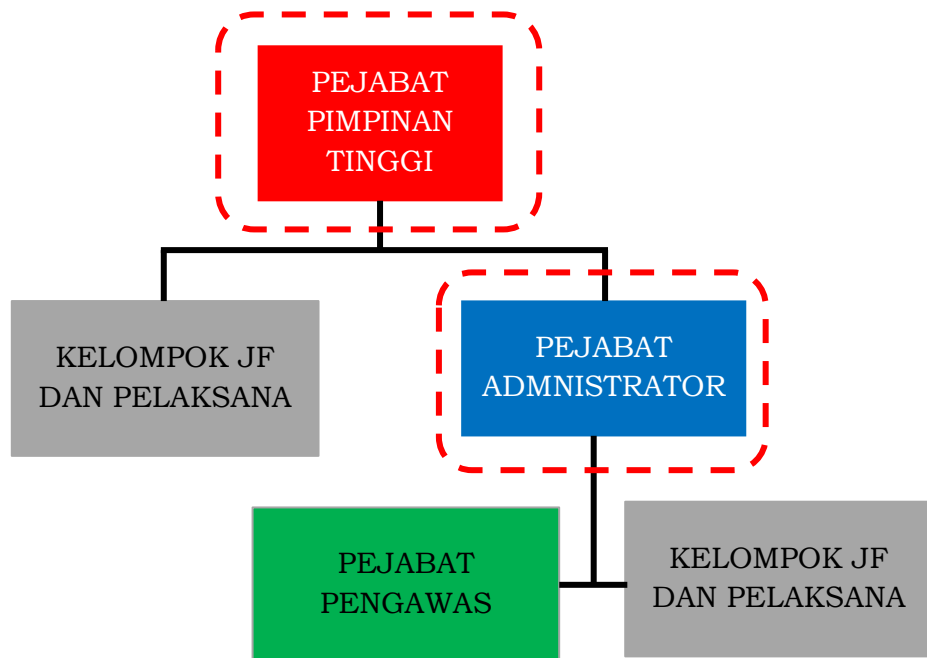 PEJABAT
PIMPINAN
TINGGI
KELOMPOK JF
DAN PELAKSANA
PEJABAT
ADMNISTRATOR
PEJABAT
PENGAWAS
KELOMPOK JF
DAN PELAKSANA